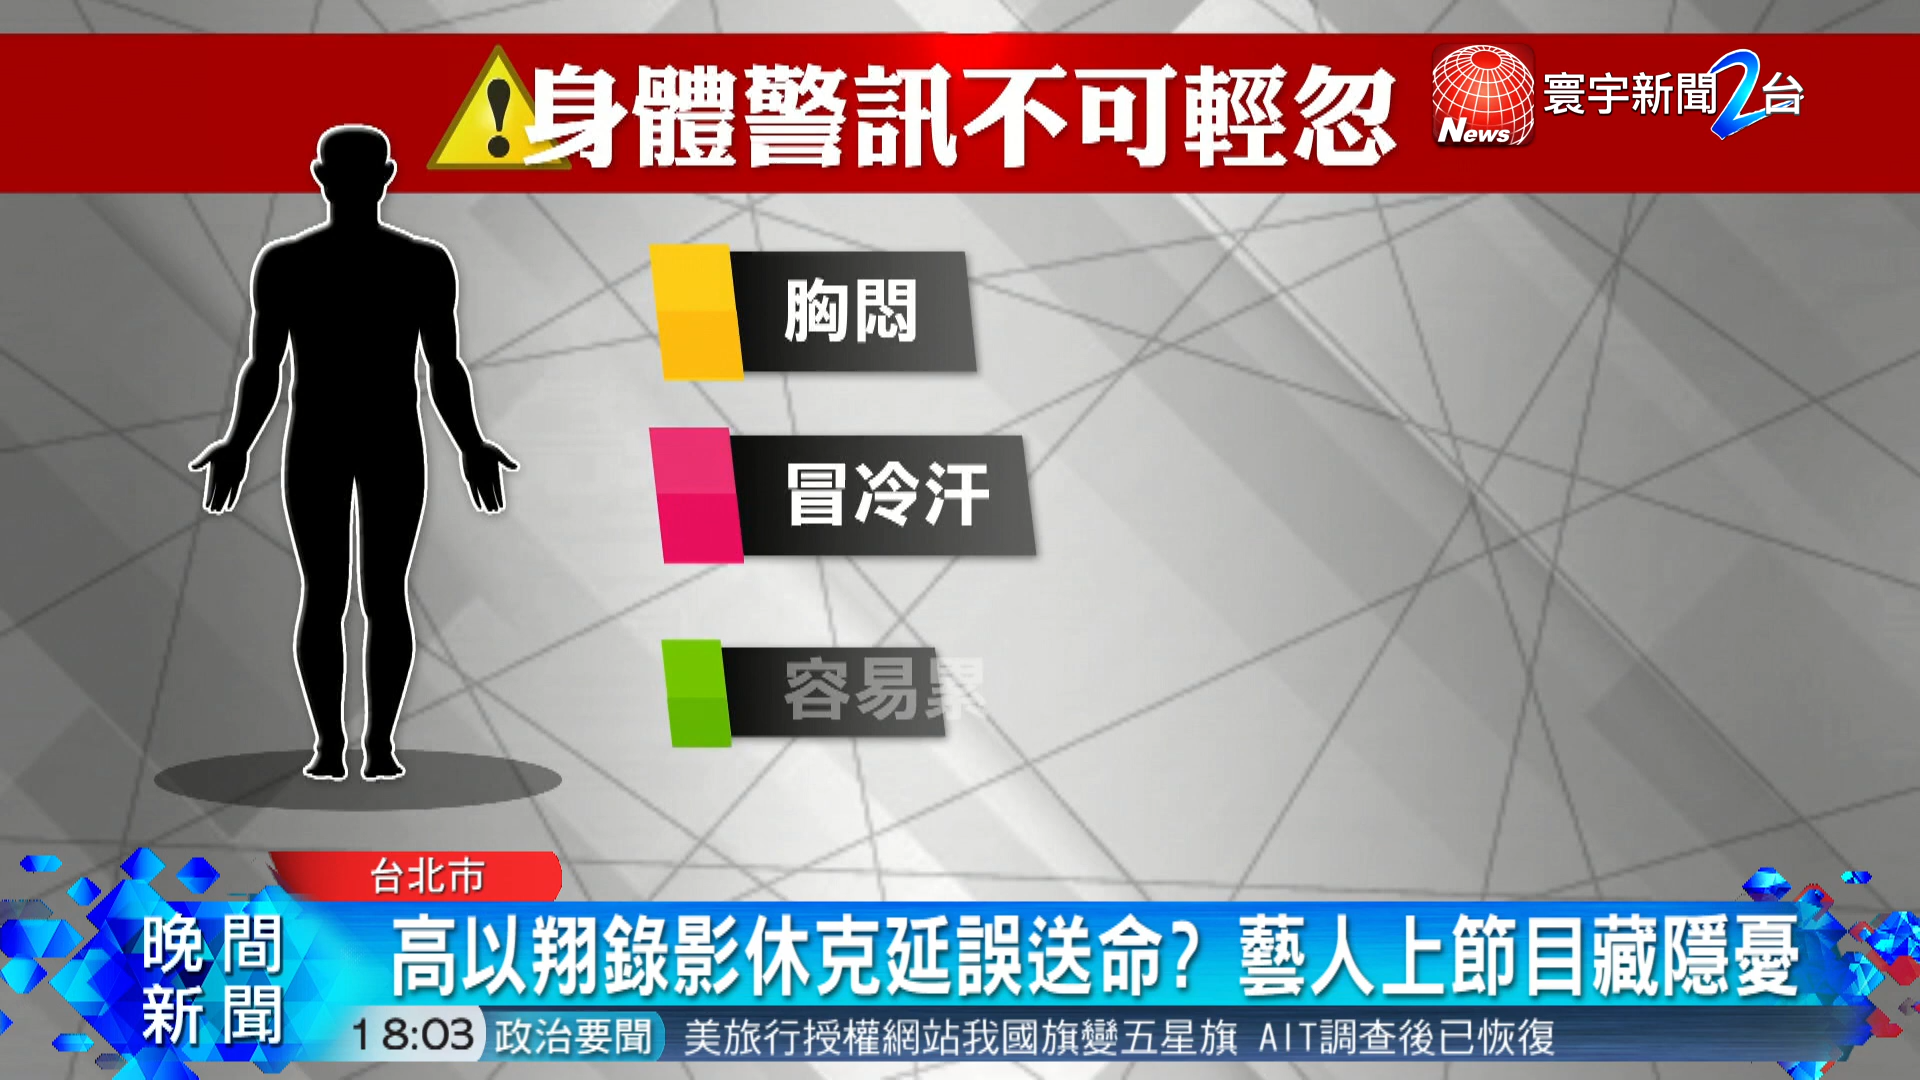 身體警訊不可輕忽
News 寰宇新聞2台
胸悶
冒冷汗
容易累
台北市
晚間新聞
高以翔錄影休克延誤送命? 藝人上節目藏隱憂
18:03 政治要聞 美旅行授權網站我國旗變五星旗 AIT調查後已恢復